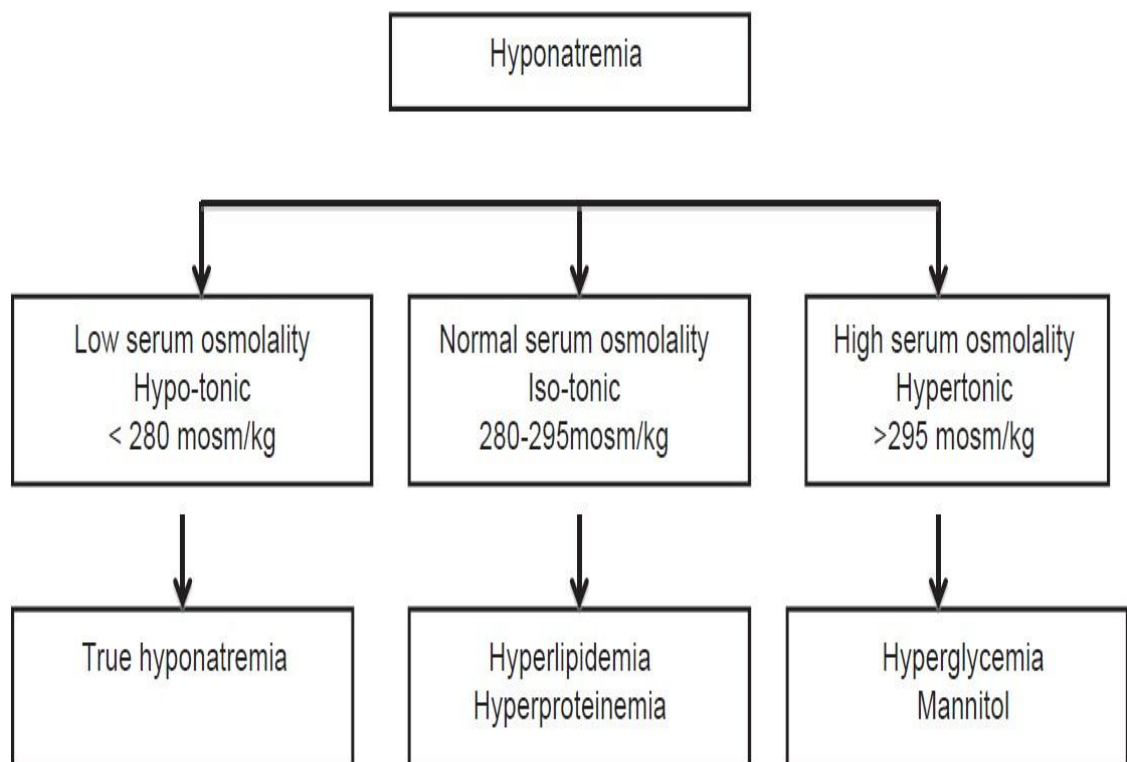 Hyponatremia
Low serum osmolality
Hypo-tonic
< 280 mosm/kg
Normal serum osmolality
Iso-tonic
280-295mosm/kg
High serum osmolality
Hypertonic
>295 mosm/kg
True hyponatremia
Hyperlipidemia
Hyperproteinemia
Hyperglycemia
Mannitol